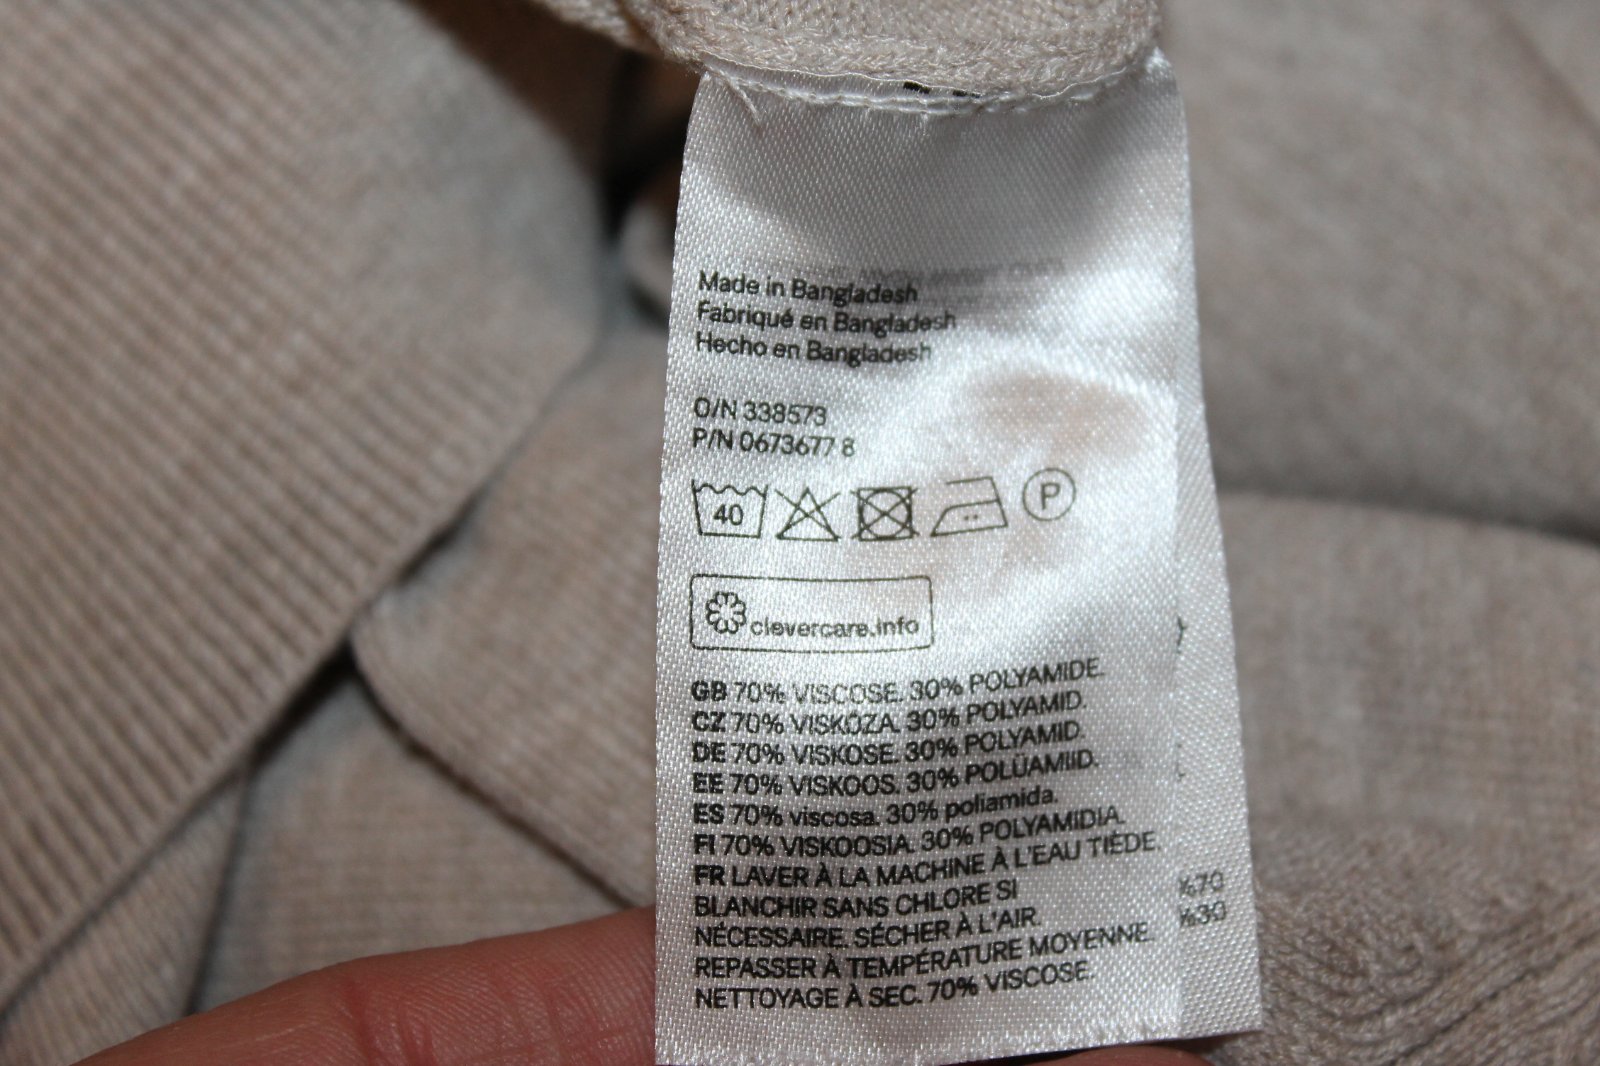 Made in Bangladesh
Fabriqué en Bangladesh
Hecho en Bangladesh
O/N 338573
P/N 0673677 8
40
P
clevercare.info
GB 70% VISCOSE. 30% POLYAMIDE.
CZ 70% VISKÓZA. 30% POLYAMID.
DE 70% VISKOSE. 30% POLYAMID.
EE 70% VISKOOS. 30% POLÜAMIID.
ES 70% viscosa. 30% poliamida.
FI 70% VISKOOSIA. 30% POLYAMIDIA.
FR LAVER À LA MACHINE À L'EAU TIÈDE.
BLANCHIR SANS CHLORE SI
NÉCESSAIRE. SÉCHER À L'AIR.
REPASSER À TEMPÉRATURE MOYENNE.
NETTOYAGE À SEC. 70% VISCOSE.
%70
%30